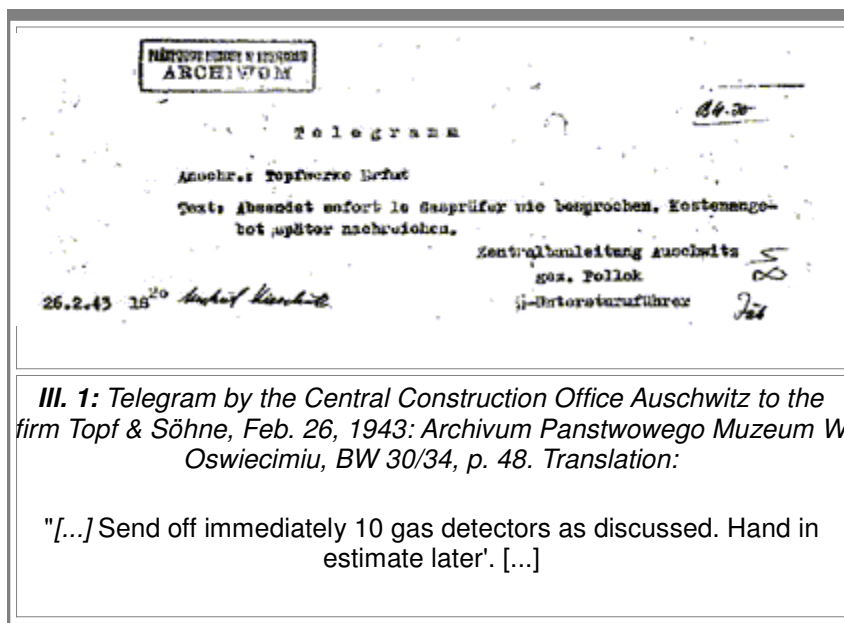 ARCHIWUM
Telegramm
Anschr.: Topfwerke Erfut
Text: Absendet sofort 10 Gasprüfer wie besprochen. Kostenange-
bot später nachreichen.
Zentralbauleitung Auschwitz
gez. Pollok
26.2.43 18²⁰
-Untersturmführer
Ill. 1: Telegram by the Central Construction Office Auschwitz to the
firm Topf & Söhne, Feb. 26, 1943: Archivum Panstwowego Muzeum W
Oswiecimiu, BW 30/34, p. 48. Translation:
"[...] Send off immediately 10 gas detectors as discussed. Hand in
estimate later'. [...]